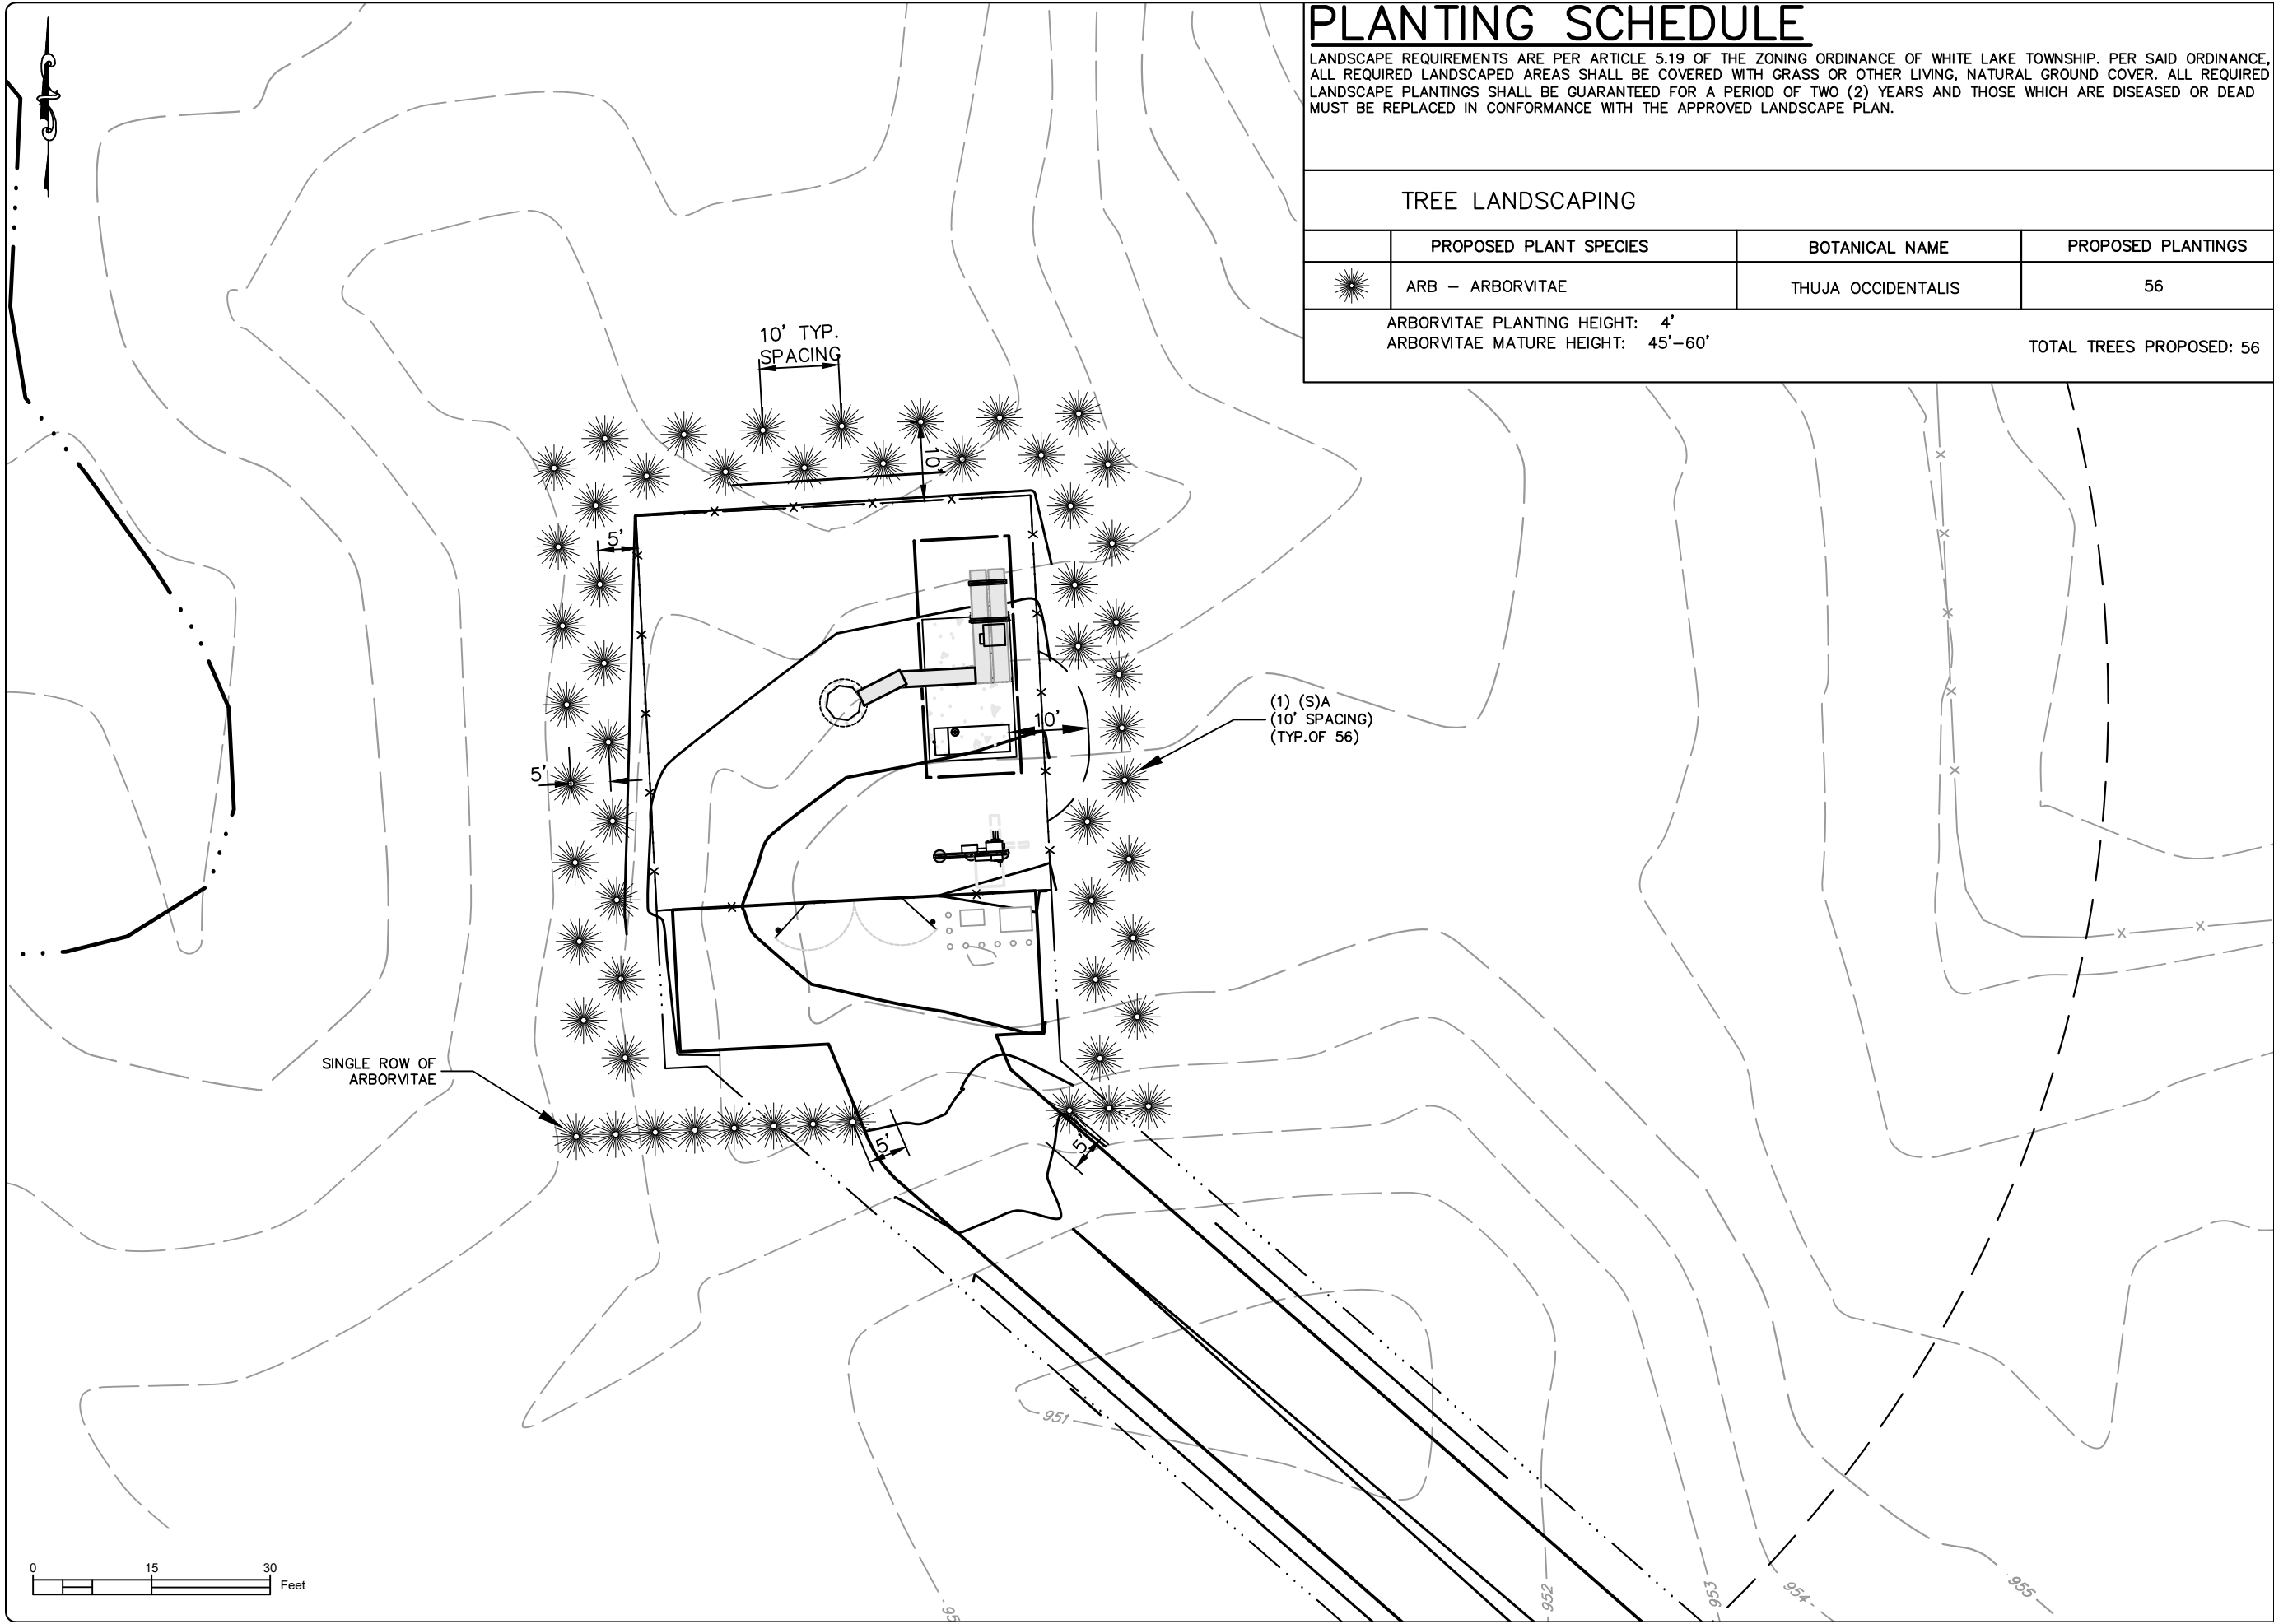 PLANTING SCHEDULE
LANDSCAPE REQUIREMENTS ARE PER ARTICLE 5.19 OF THE ZONING ORDINANCE OF WHITE LAKE TOWNSHIP. PER SAID ORDINANCE,
ALL REQUIRED LANDSCAPED AREAS SHALL BE COVERED WITH GRASS OR OTHER LIVING, NATURAL GROUND COVER. ALL REQUIRED
LANDSCAPE PLANTINGS SHALL BE GUARANTEED FOR A PERIOD OF TWO (2) YEARS AND THOSE WHICH ARE DISEASED OR DEAD
MUST BE REPLACED IN CONFORMANCE WITH THE APPROVED LANDSCAPE PLAN.
TREE LANDSCAPING
PROPOSED PLANT SPECIES BOTANICAL NAME PROPOSED PLANTINGS
ARB – ARBORVITAE THUJA OCCIDENTALIS 56
ARBORVITAE PLANTING HEIGHT: 4'
ARBORVITAE MATURE HEIGHT: 45'–60'
TOTAL TREES PROPOSED: 56
10' TYP.
SPACING
10'
5'
10'
(1) (S)A
(10' SPACING)
(TYP.OF 56)
5'
SINGLE ROW OF
ARBORVITAE
5'
5'
951
952
953
954
955
0 15 30
Feet